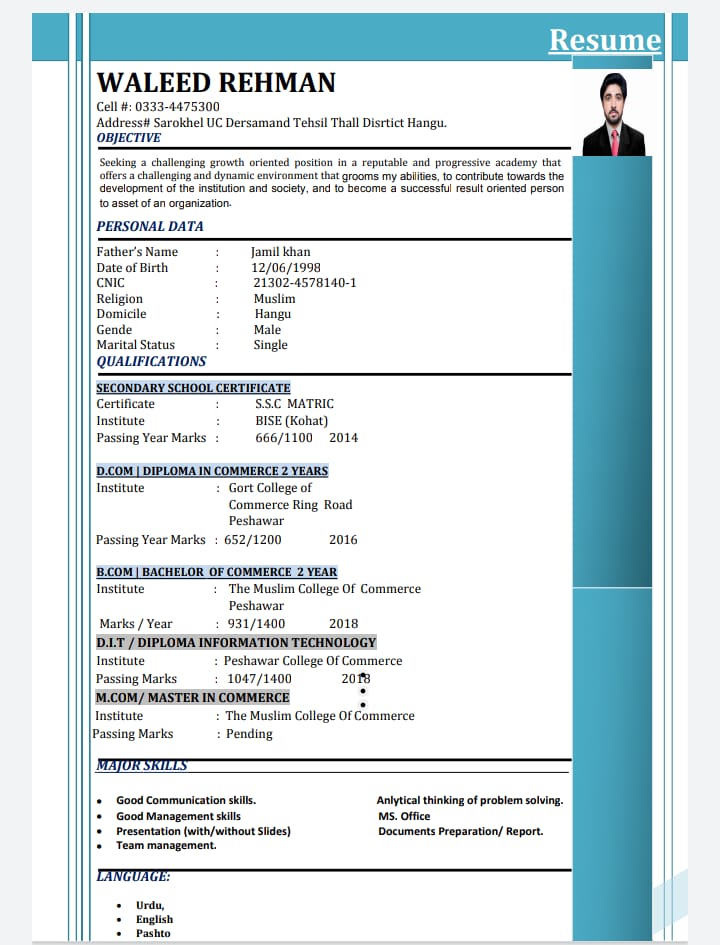 Resume
WALEED REHMAN
Cell #: 0333-4475300
Address# Sarokhel UC Dersamand Tehsil Thall Disrtict Hangu.
OBJECTIVE
Seeking a challenging growth oriented position in a reputable and progressive academy that
offers a challenging and dynamic environment that grooms my abilities, to contribute towards the
development of the institution and society, and to become a successful result oriented person
to asset of an organization.
PERSONAL DATA
Father's Name : Jamil khan
Date of Birth : 12/06/1998
CNIC : 21302-4578140-1
Religion : Muslim
Domicile : Hangu
Gende : Male
Marital Status : Single
QUALIFICATIONS
SECONDARY SCHOOL CERTIFICATE
Certificate : S.S.C MATRIC
Institute : BISE (Kohat)
Passing Year Marks : 666/1100 2014
D.COM | DIPLOMA IN COMMERCE 2 YEARS
Institute : Gort College of
Commerce Ring Road
Peshawar
Passing Year Marks : 652/1200 2016
B.COM | BACHELOR OF COMMERCE 2 YEAR
Institute : The Muslim College Of Commerce
Peshawar
Marks / Year : 931/1400 2018
D.I.T / DIPLOMA INFORMATION TECHNOLOGY
Institute : Peshawar College Of Commerce
Passing Marks : 1047/1400 2018
M.COM/ MASTER IN COMMERCE
Institute : The Muslim College Of Commerce
Passing Marks : Pending
MAJOR SKILLS
• Good Communication skills. Anlytical thinking of problem solving.
• Good Management skills MS. Office
• Presentation (with/without Slides) Documents Preparation/ Report.
• Team management.
LANGUAGE:
• Urdu,
• English
• Pashto